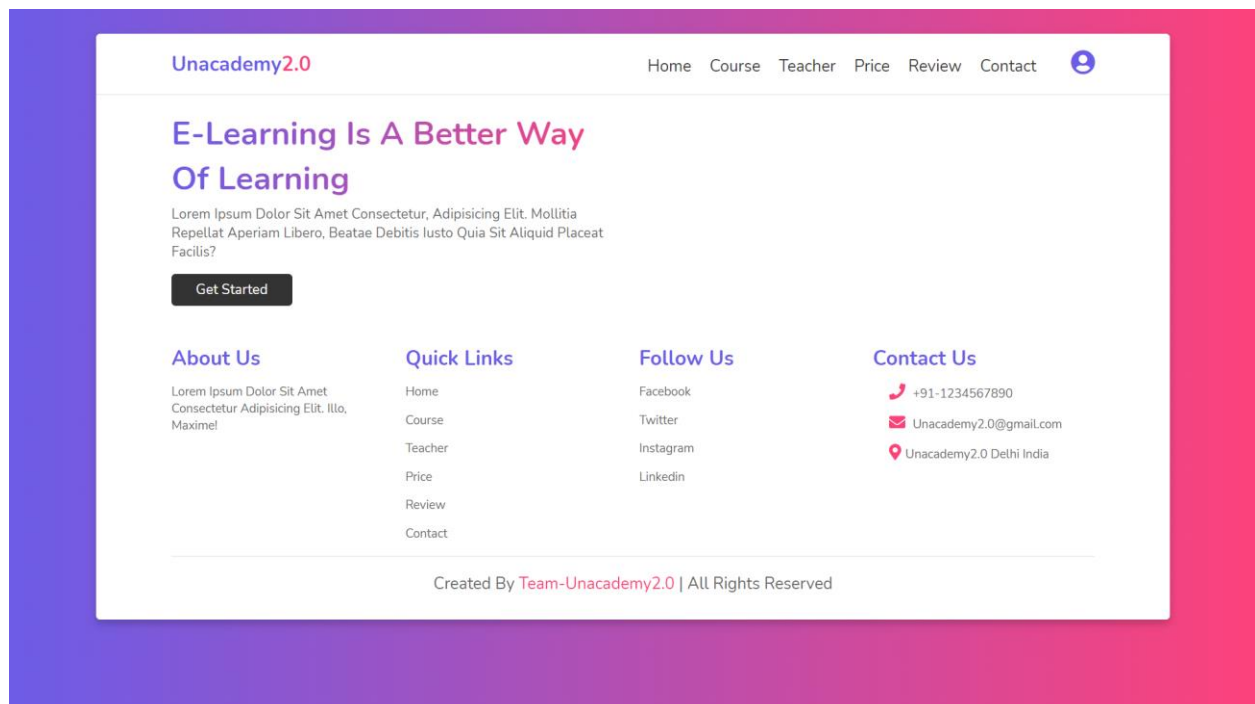 Unacademy2.0
Home Course Teacher Price Review Contact
E-Learning Is A Better Way
Of Learning
Lorem Ipsum Dolor Sit Amet Consectetur, Adipisicing Elit. Mollitia
Repellat Aperiam Libero, Beatae Debitis Iusto Quia Sit Aliquid Placeat
Facilis?
Get Started
About Us
Lorem Ipsum Dolor Sit Amet
Consectetur Adipisicing Elit. Illo,
Maxime!
Quick Links
Home
Course
Teacher
Price
Review
Contact
Follow Us
Facebook
Twitter
Instagram
Linkedin
Contact Us
+91-1234567890
Unacademy2.0@gmail.com
Unacademy2.0 Delhi India
Created By Team-Unacademy2.0 | All Rights Reserved